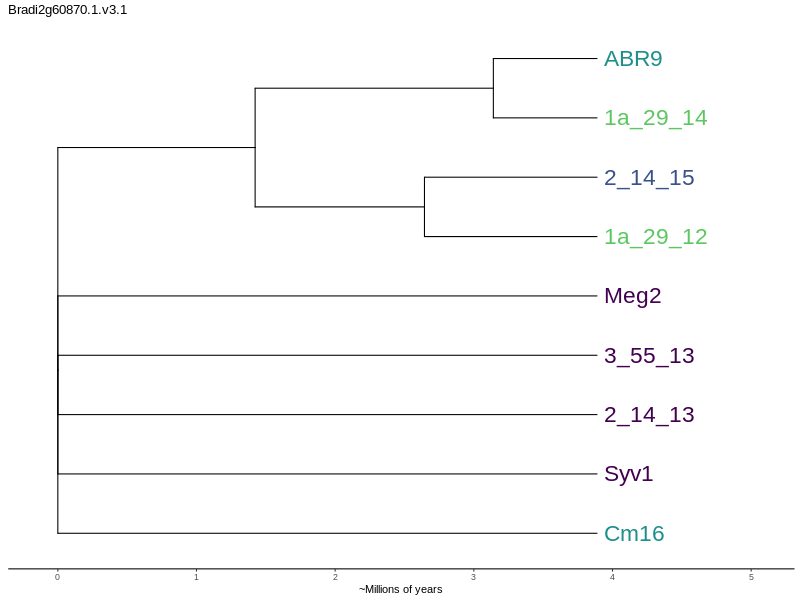 Bradi2g60870.1.v3.1
ABR9
1a_29_14
2_14_15
1a_29_12
Meg2
3_55_13
2_14_13
Syv1
Cm16
0 1 2 3 4 5
~Millions of years